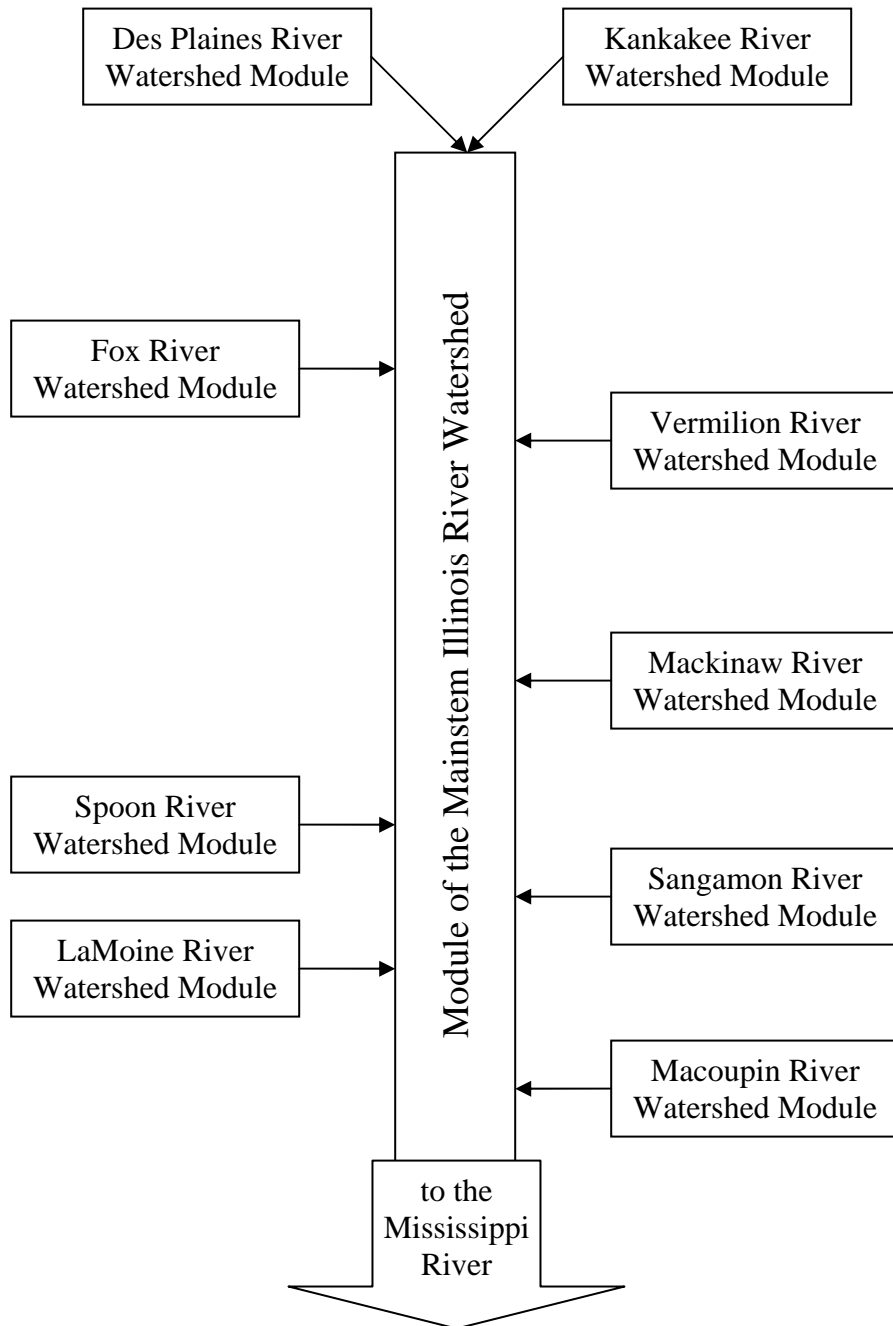 Des Plaines River
Watershed Module
Kankakee River
Watershed Module
Fox River
Watershed Module
Vermilion River
Watershed Module
Module of the Mainstem Illinois River Watershed
Mackinaw River
Watershed Module
Spoon River
Watershed Module
Sangamon River
Watershed Module
LaMoine River
Watershed Module
Macoupin River
Watershed Module
to the
Mississippi
River